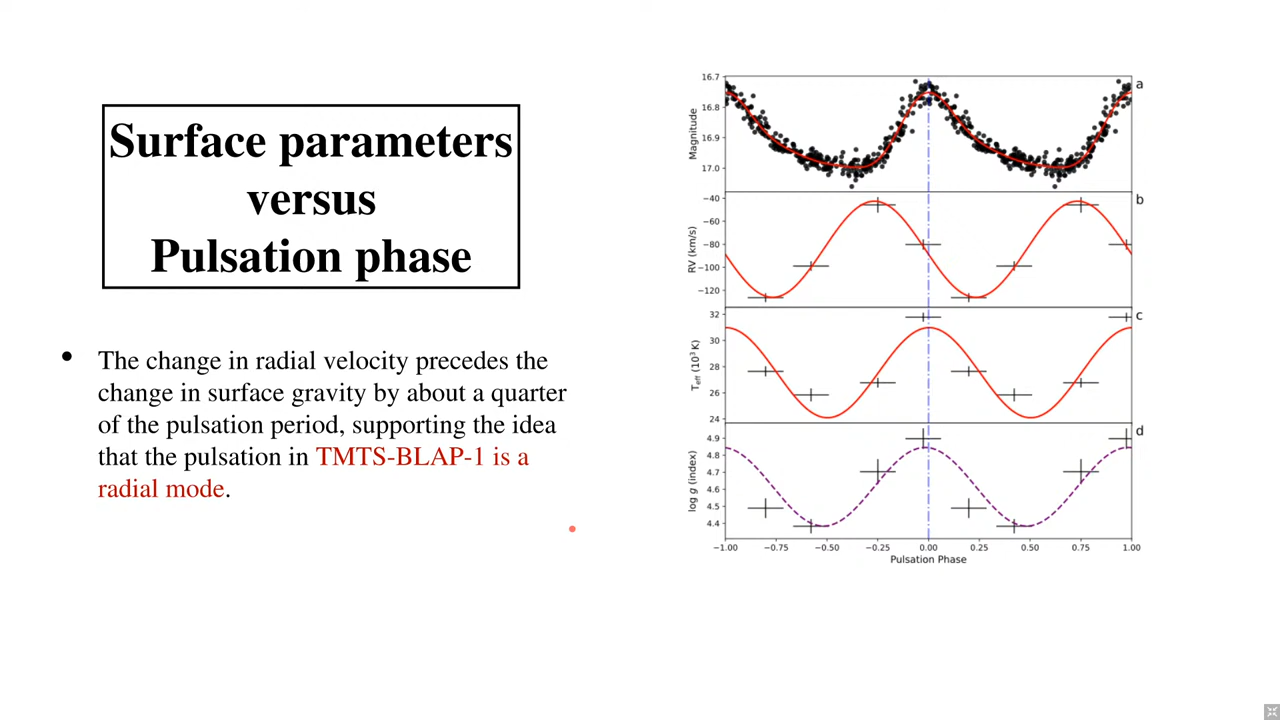 Surface parameters
versus
Pulsation phase
• The change in radial velocity precedes the
change in surface gravity by about a quarter
of the pulsation period, supporting the idea
that the pulsation in TMTS-BLAP-1 is a
radial mode.
a
Magnitude
16.7
16.8
16.9
17.0
b
RV (km/s)
−40
−60
−80
−100
−120
c
T_eff (10³ K)
32
30
28
26
24
d
log g (index)
4.9
4.8
4.7
4.6
4.5
4.4
−1.00 −0.75 −0.50 −0.25 0.00 0.25 0.50 0.75 1.00
Pulsation Phase